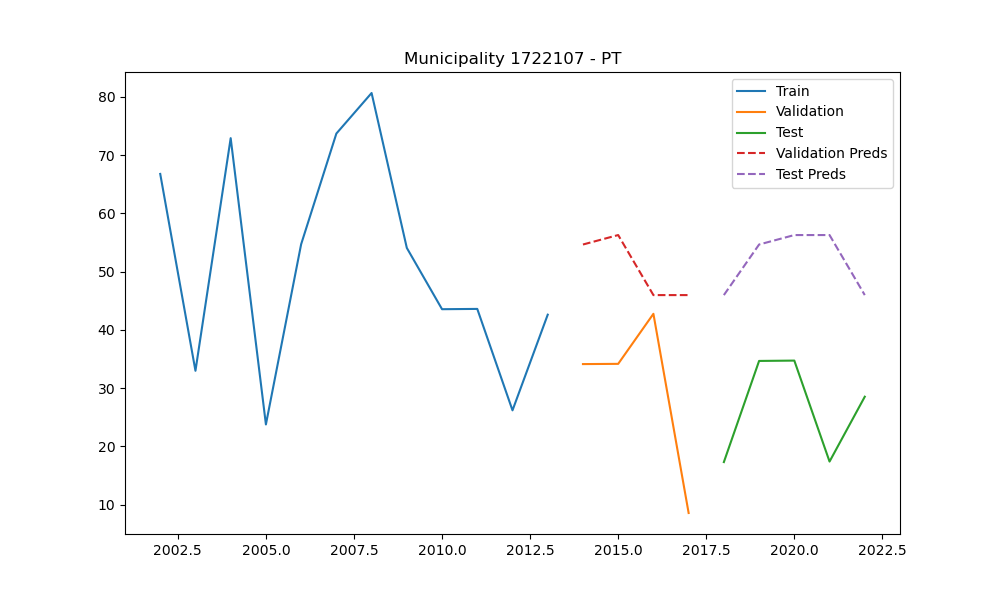 Municipality 1722107 - PT
Train
Validation
Test
Validation Preds
Test Preds
80
70
60
50
40
30
20
10
2002.5 2005.0 2007.5 2010.0 2012.5 2015.0 2017.5 2020.0 2022.5